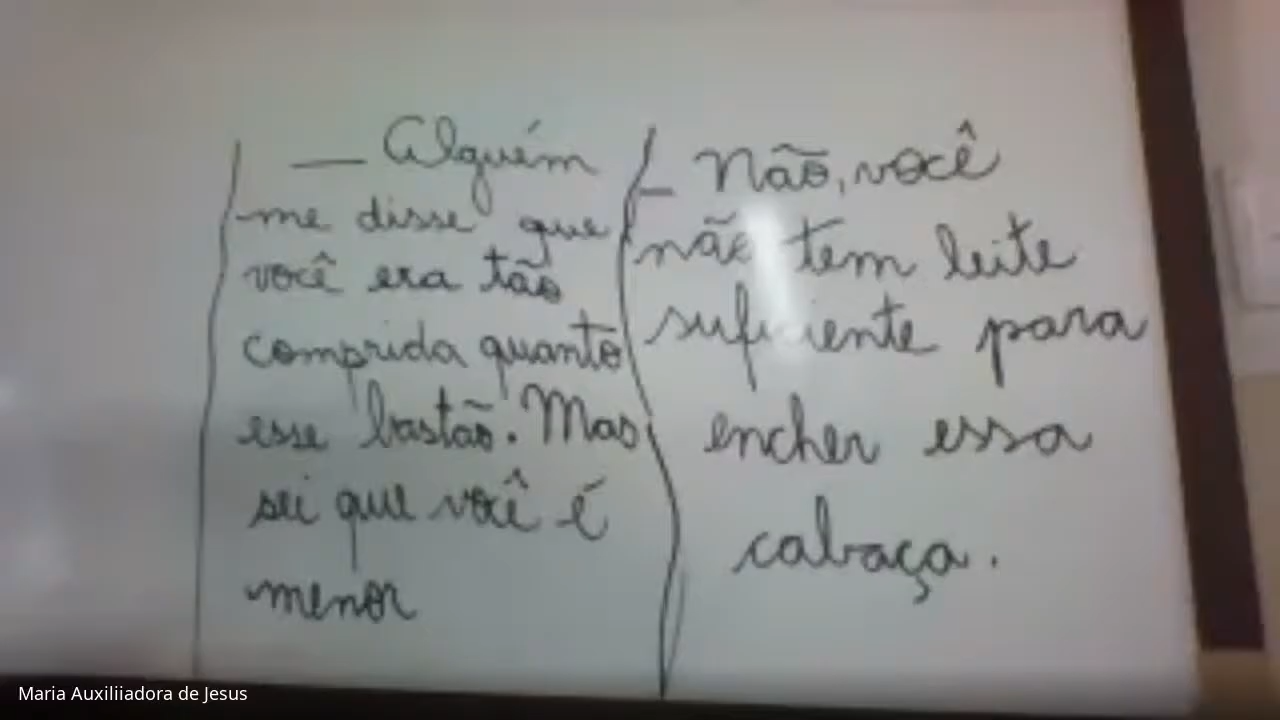 — Alguém
me disse que
você era tão
comprida quanto
esse bastão. Mas
sei que você é
menor
— Não, você
não tem leite
suficiente para
encher essa
cabaça.
Maria Auxiliiadora de Jesus